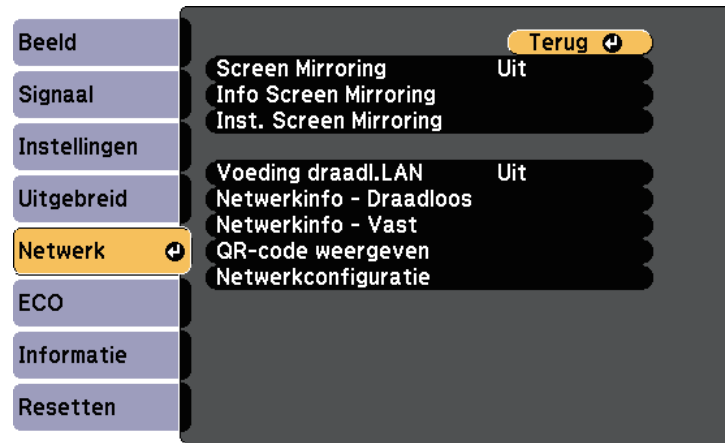 Beeld
Signaal
Instellingen
Uitgebreid
Netwerk
ECO
Informatie
Resetten
Terug
Screen Mirroring Uit
Info Screen Mirroring
Inst. Screen Mirroring
Voeding draadl.LAN Uit
Netwerkinfo - Draadloos
Netwerkinfo - Vast
QR-code weergeven
Netwerkconfiguratie